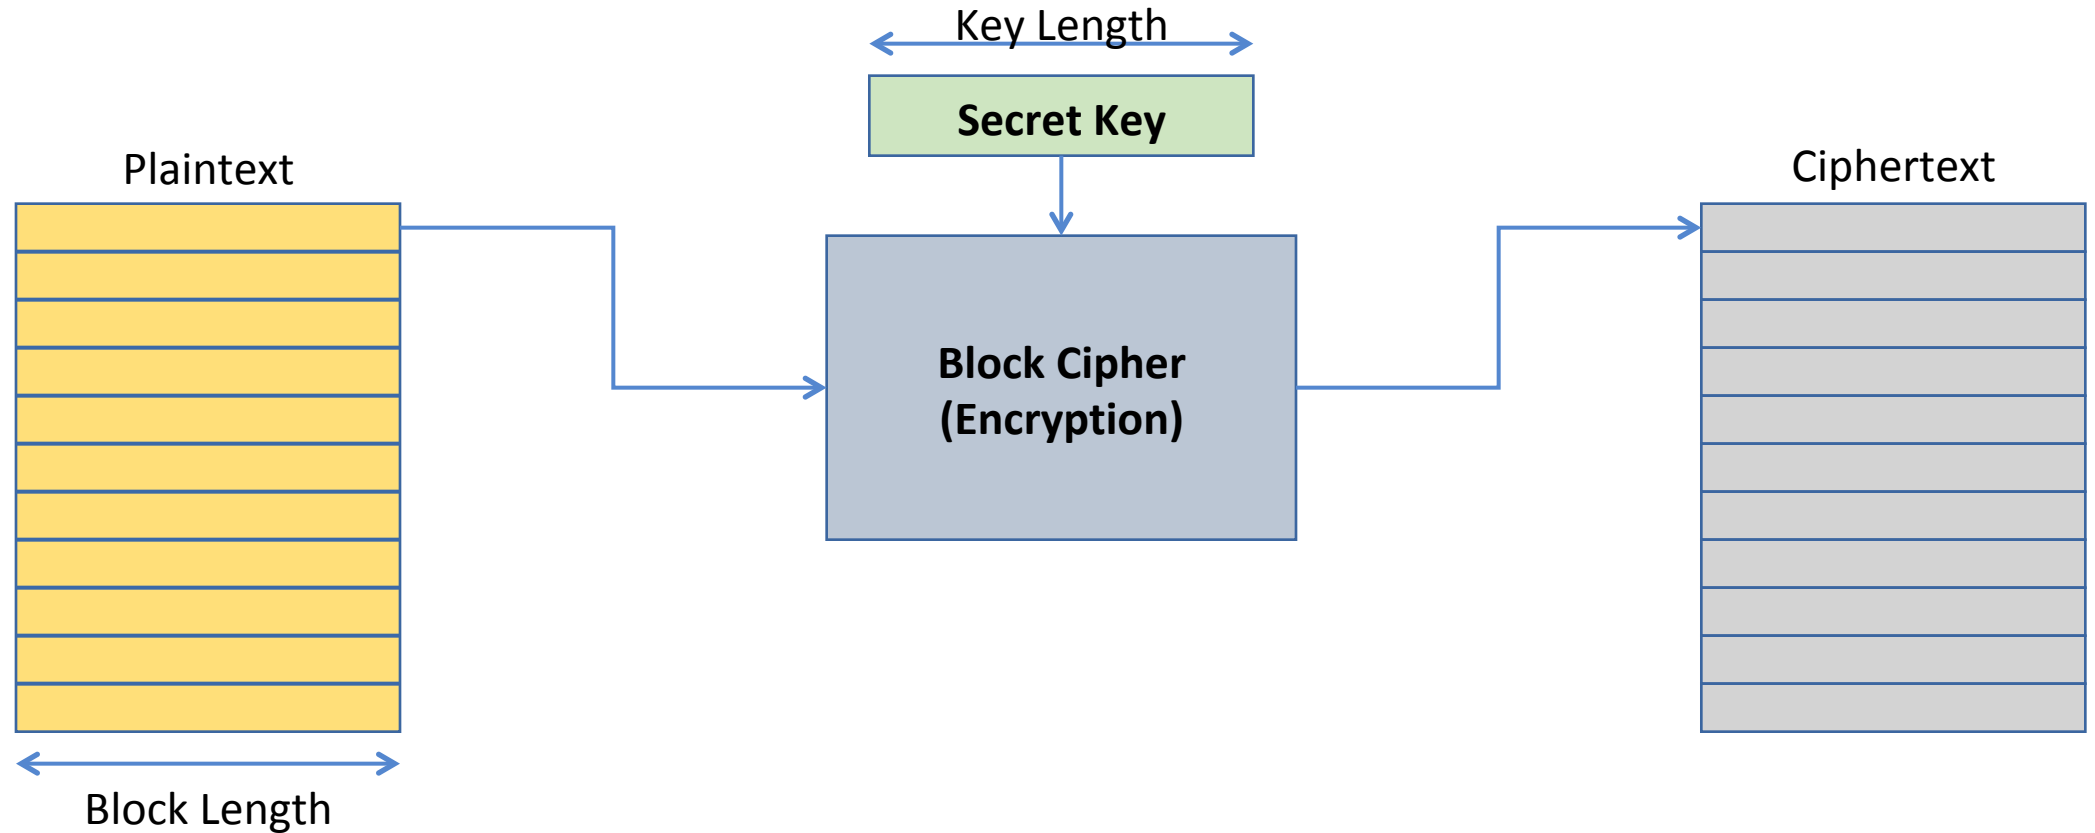 Key Length
Secret Key
Plaintext
Ciphertext
Block Cipher
(Encryption)
Block Length